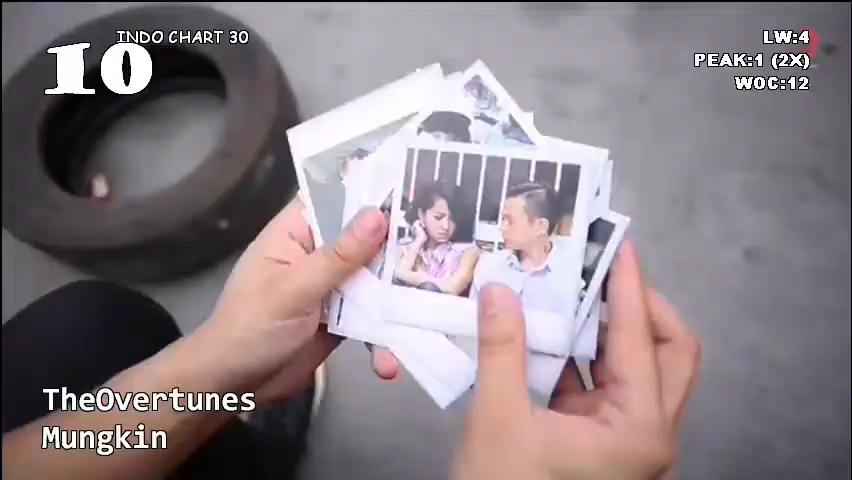 INDO CHART 30
10
LW:4
PEAK:1 (2X)
WOC:12
TheOvertunes
Mungkin